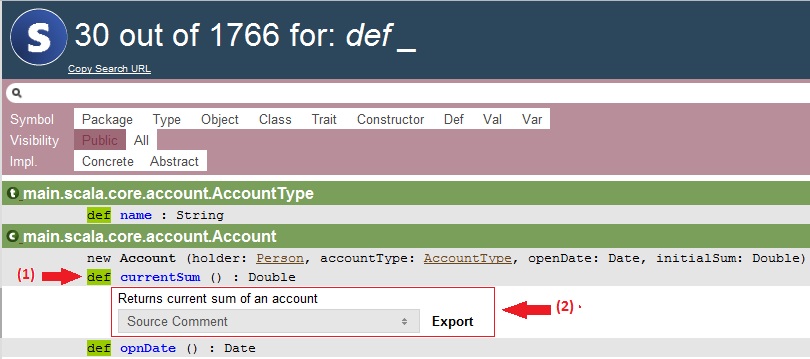 S 30 out of 1766 for: def _
Copy Search URL
Symbol Package Type Object Class Trait Constructor Def Val Var
Visibility Public All
Impl. Concrete Abstract
t main.scala.core.account.AccountType
def name : String
c main.scala.core.account.Account
new Account (holder: Person, accountType: AccountType, openDate: Date, initialSum: Double)
(1) def currentSum () : Double
Returns current sum of an account
Source Comment Export (2)
def opnDate () : Date